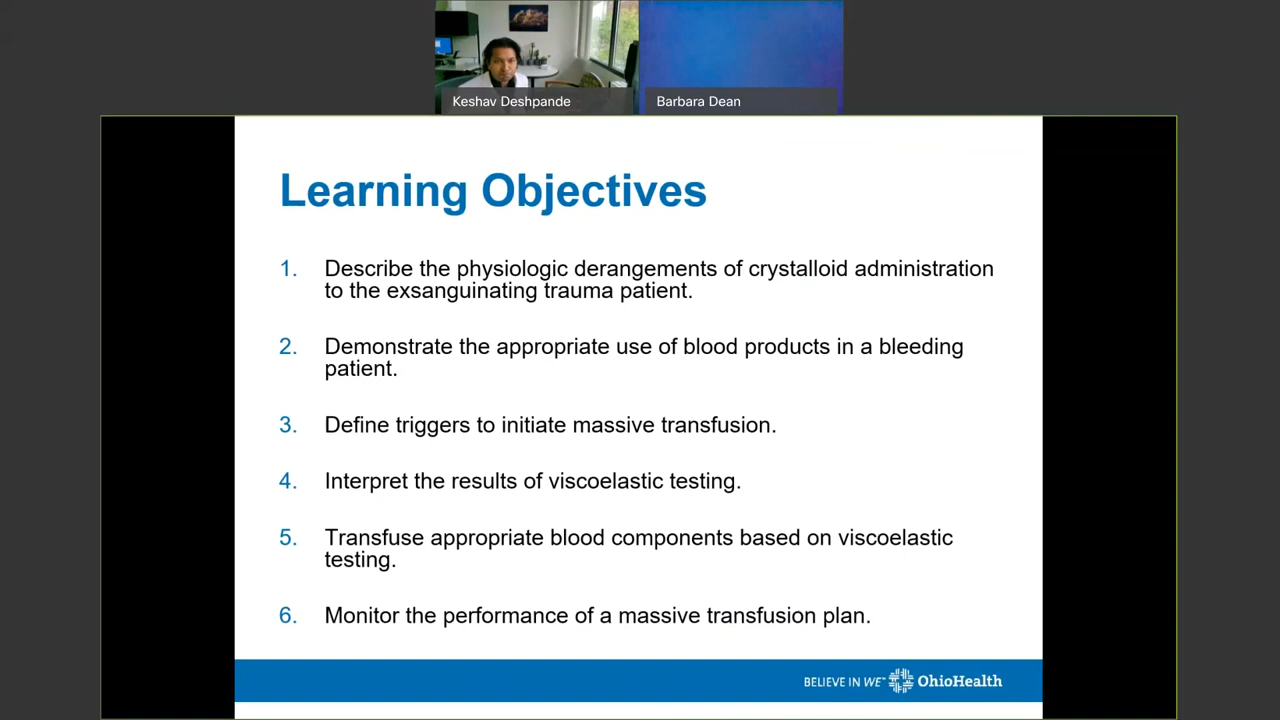 Keshav Deshpande
Barbara Dean
Learning Objectives
1. Describe the physiologic derangements of crystalloid administration
to the exsanguinating trauma patient.
2. Demonstrate the appropriate use of blood products in a bleeding
patient.
3. Define triggers to initiate massive transfusion.
4. Interpret the results of viscoelastic testing.
5. Transfuse appropriate blood components based on viscoelastic
testing.
6. Monitor the performance of a massive transfusion plan.
BELIEVE IN WE℠ OhioHealth